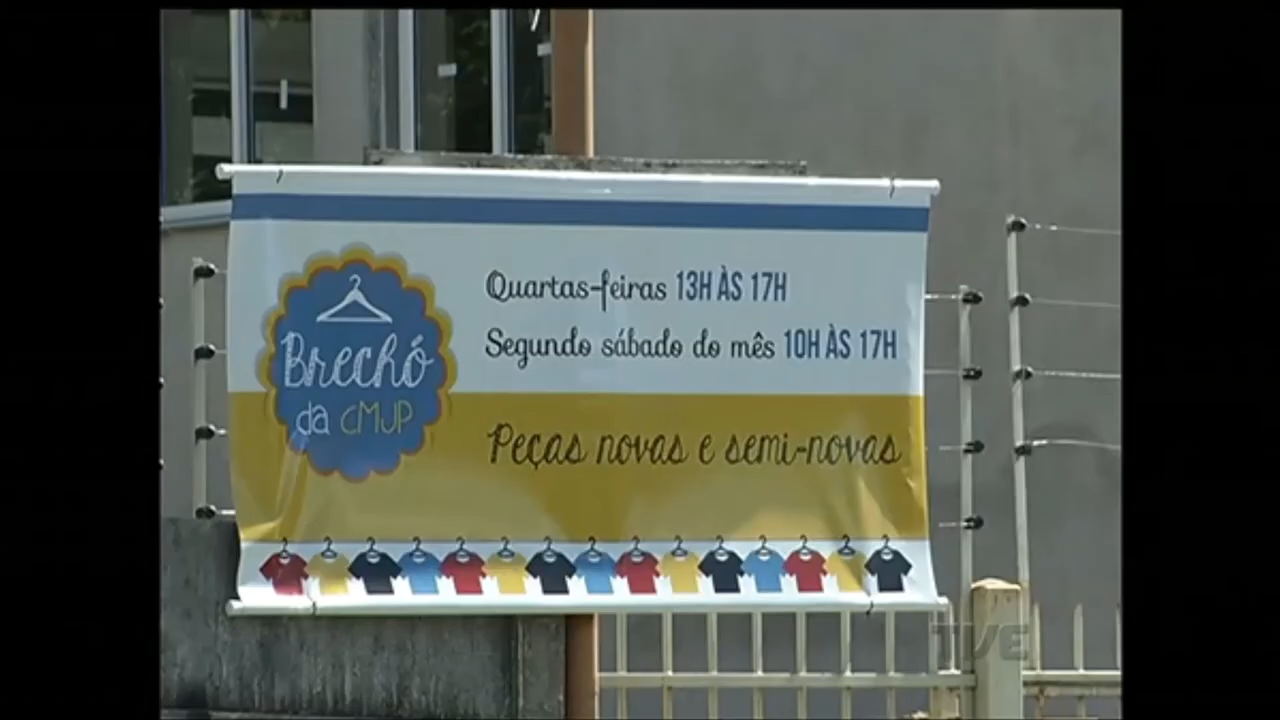 Quartas-feiras 13H ÀS 17H
Segundo sábado do mês 10H ÀS 17H
Brechó
da CMJP
Peças novas e semi-novas
TVE